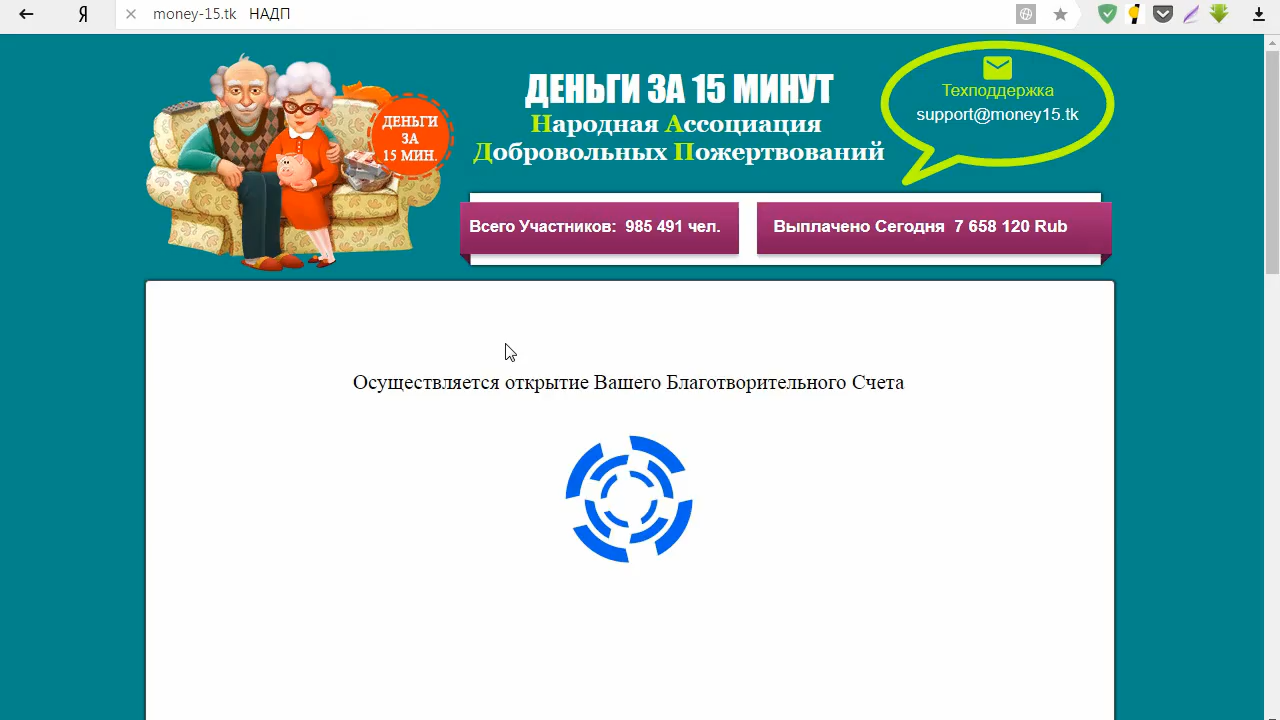 money-15.tk НАДП
ДЕНЬГИ ЗА 15 МИНУТ
Народная Ассоциация
Добровольных Пожертвований
Техподдержка
support@money15.tk
ДЕНЬГИ
ЗА
15 МИН.
Всего Участников: 985 491 чел.
Выплачено Сегодня 7 658 120 Rub
Осуществляется открытие Вашего Благотворительного Счета